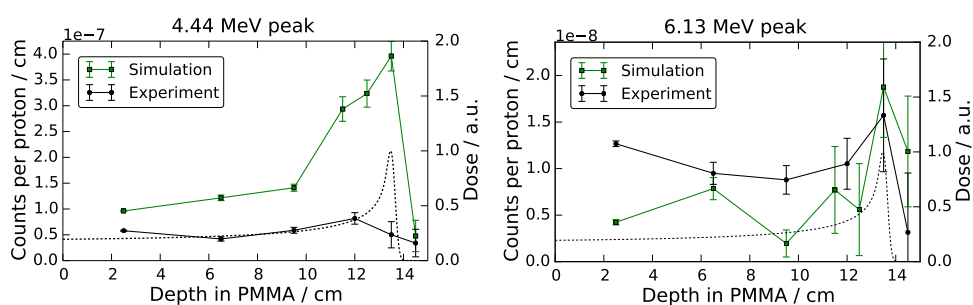 4.44 MeV peak
1e−7
Counts per proton / cm
4.0
3.5
3.0
2.5
2.0
1.5
1.0
0.5
0.0
Simulation
Experiment
2.0
1.5
1.0
0.5
0.0
Dose / a.u.
0 2 4 6 8 10 12 14
Depth in PMMA / cm
6.13 MeV peak
1e−8
Counts per proton / cm
2.0
1.5
1.0
0.5
0.0
Simulation
Experiment
2.0
1.5
1.0
0.5
0.0
Dose / a.u.
0 2 4 6 8 10 12 14
Depth in PMMA / cm